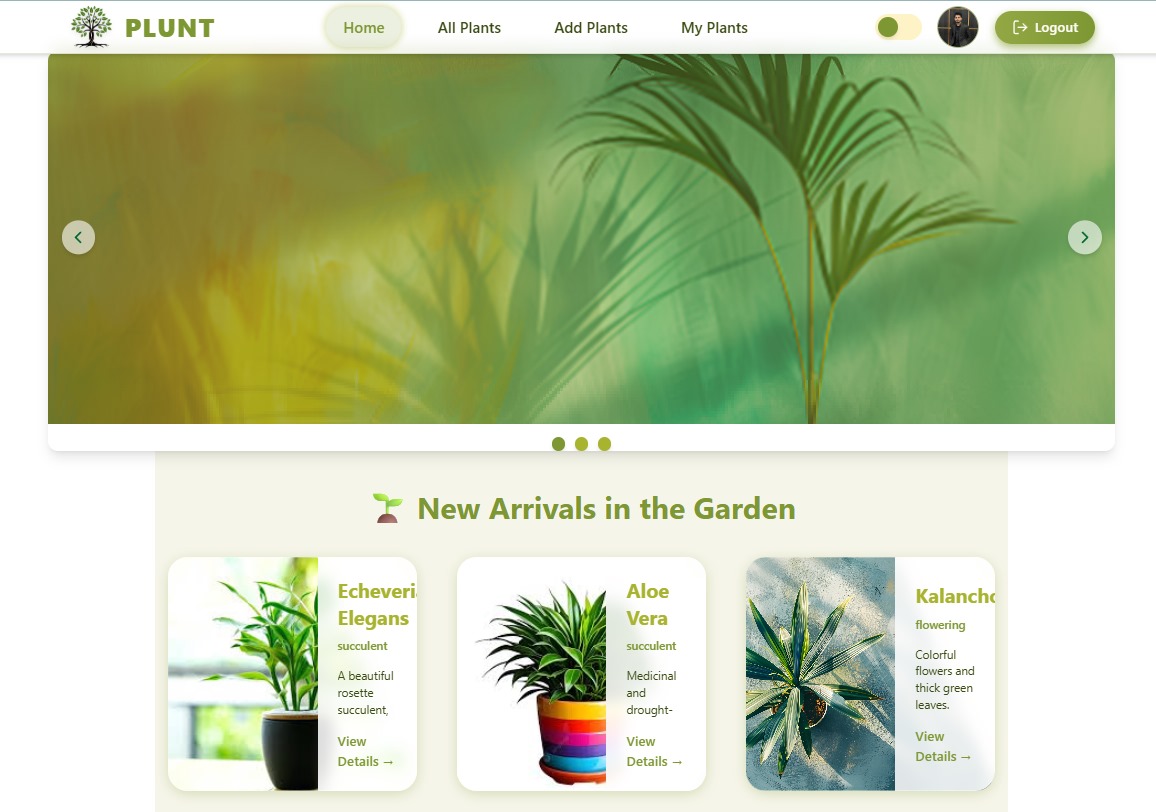 PLUNT
Home
All Plants
Add Plants
My Plants
Logout
New Arrivals in the Garden
Echeveri
Elegans
succulent
A beautiful
rosette
succulent,
View
Details →
Aloe
Vera
succulent
Medicinal
and
drought-
View
Details →
Kalancho
flowering
Colorful
flowers and
thick green
leaves.
View
Details →